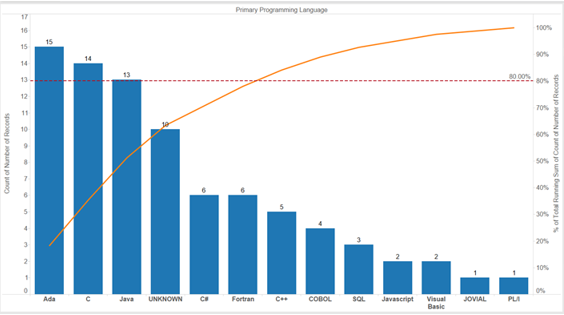 Primary Programming Language
17
16
15
14
13
12
11
10
9
8
7
6
5
4
3
2
1
0
Count of Number of Records
15
14
13
10
6
6
5
4
3
2
2
1
1
80.00%
100%
90%
80%
70%
60%
50%
40%
30%
20%
10%
0%
% of Total Running Sum of Count of Number of Records
Ada
C
Java
UNKNOWN
C#
Fortran
C++
COBOL
SQL
Javascript
Visual
Basic
JOVIAL
PL/I